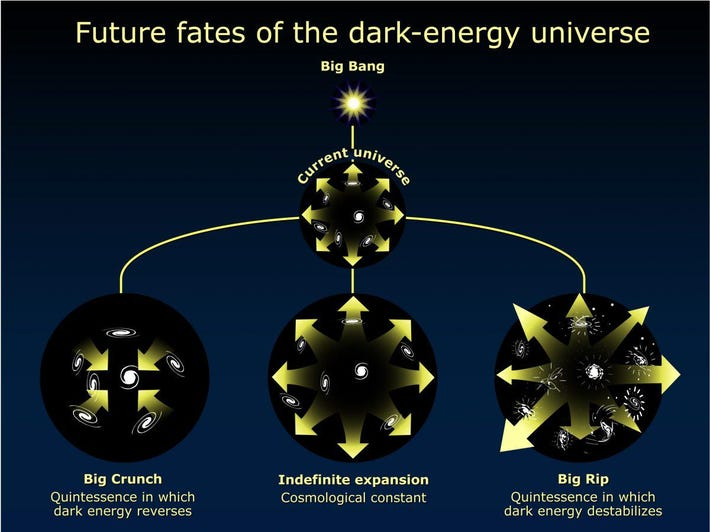 Future fates of the dark-energy universe
Big Bang
Current universe
Big Crunch
Quintessence in which
dark energy reverses
Indefinite expansion
Cosmological constant
Big Rip
Quintessence in which
dark energy destabilizes